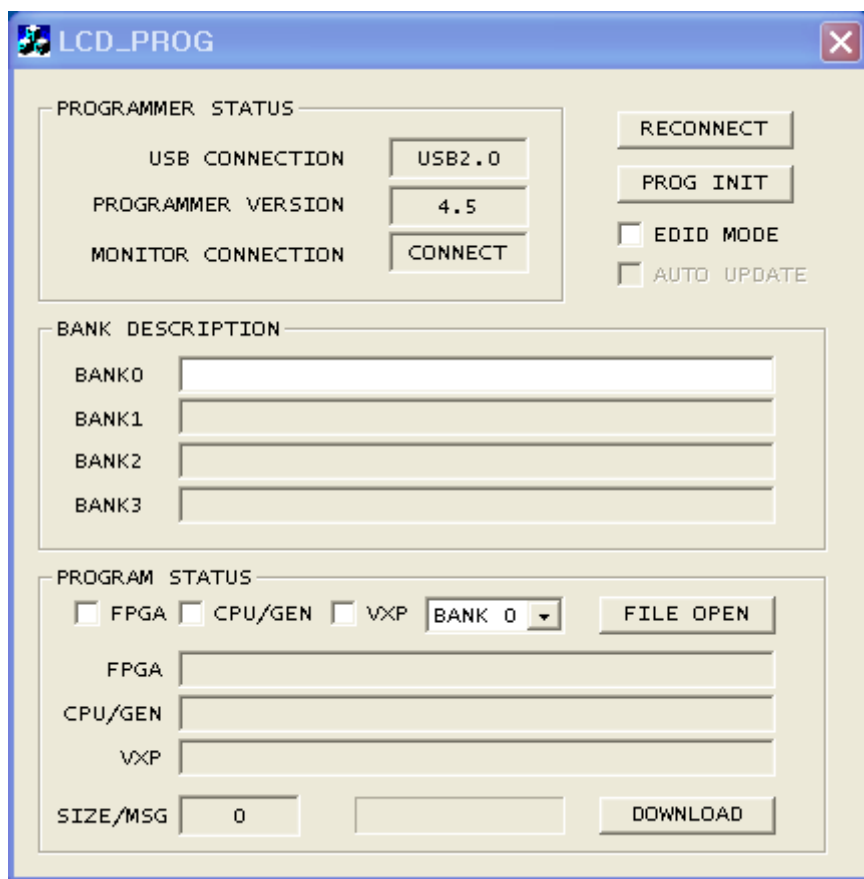 LCD_PROG
PROGRAMMER STATUS
USB CONNECTION USB2.0
PROGRAMMER VERSION 4.5
MONITOR CONNECTION CONNECT
RECONNECT
PROG INIT
EDID MODE
AUTO UPDATE
BANK DESCRIPTION
BANK0
BANK1
BANK2
BANK3
PROGRAM STATUS
FPGA CPU/GEN VXP BANK 0 FILE OPEN
FPGA
CPU/GEN
VXP
SIZE/MSG 0 DOWNLOAD